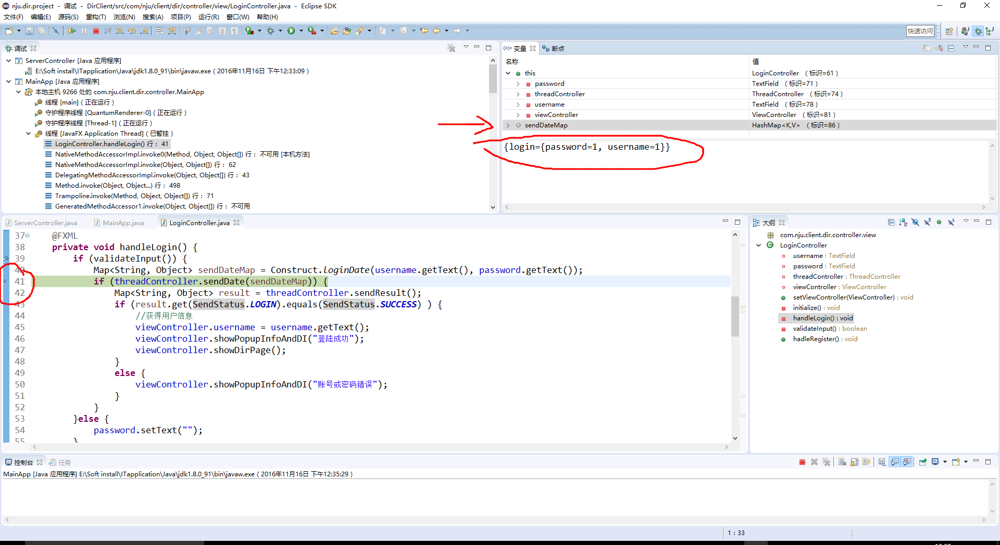 nju.dir.project - 调试 - DirClient/src/com/nju/client/dir/controller/view/LoginController.java - Eclipse SDK
文件(F) 编辑(E) 源码(S) 重构(T) 浏览(N) 搜索(A) 项目(P) 运行(R) 窗口(W) 帮助(H)
快速访问
调试
ServerController [Java 应用程序]
E:\Soft install\ITapplication\Java\jdk1.8.0_91\bin\javaw.exe ( 2016年11月16日 下午12:33:09 )
MainApp [Java 应用程序]
本地主机 9266 处的 com.nju.client.dir.controller.MainApp
线程 [main] ( 正在运行 )
守护程序线程 [QuantumRenderer-0] ( 正在运行 )
守护程序线程 [Thread-1] ( 正在运行 )
线程 [JavaFX Application Thread] ( 已暂挂 )
LoginController.handleLogin() 行： 41
NativeMethodAccessorImpl.invoke0(Method, Object, Object[]) 行： 不可用 [本机方法]
NativeMethodAccessorImpl.invoke(Object, Object[]) 行： 62
DelegatingMethodAccessorImpl.invoke(Object, Object[]) 行： 43
Method.invoke(Object, Object...) 行： 498
Trampoline.invoke(Method, Object, Object[]) 行： 71
GeneratedMethodAccessor1.invoke(Object, Object[]) 行： 不可用
(x)= 变量 断点
名称 值
this LoginController （ 标识=61 ）
password TextField （ 标识=71 ）
threadController ThreadController （ 标识=74 ）
username TextField （ 标识=78 ）
viewController ViewController （ 标识=81 ）
sendDateMap HashMap<K,V> （ 标识=86 ）
{login={password=1, username=1}}
ServerController.java MainApp.java LoginController.java
37 @FXML
38 private void handleLogin() {
39 if (validateInput()) {
40 Map<String, Object> sendDateMap = Construct.loginDate(username.getText(), password.getText());
41 if (threadController.sendDate(sendDateMap)) {
42 Map<String, Object> result = threadController.sendResult();
43 if (result.get(SendStatus.LOGIN).equals(SendStatus.SUCCESS) ) {
44 //获得用户信息
45 viewController.username = username.getText();
46 viewController.showPopupInfoAndDI("登陆成功");
47 viewController.showDirPage();
48 }
49 else {
50 viewController.showPopupInfoAndDI("账号或密码错误");
51 }
52 }
53 }else {
54 password.setText("");
55 }
大纲
com.nju.client.dir.controller.view
LoginController
username : TextField
password : TextField
threadController : ThreadController
viewController : ViewController
setViewController(ViewController) : void
initialize() : void
handleLogin() : void
validateInput() : boolean
hadleRegister() : void
控制台 任务
MainApp [Java 应用程序] E:\Soft install\ITapplication\Java\jdk1.8.0_91\bin\javaw.exe ( 2016年11月16日 下午12:35:29 )
1 : 33